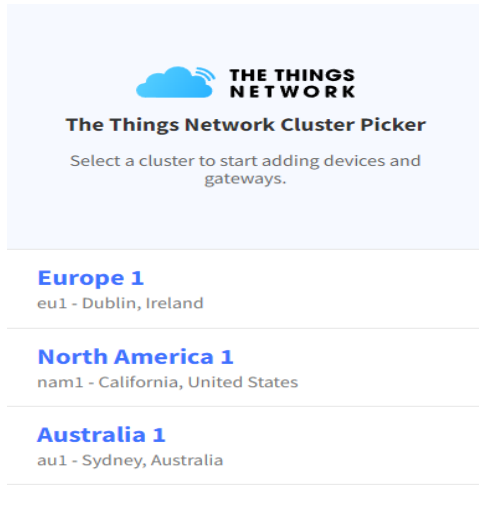 THE THINGS
NETWORK
The Things Network Cluster Picker
Select a cluster to start adding devices and
gateways.
Europe 1
eu1 - Dublin, Ireland
North America 1
nam1 - California, United States
Australia 1
au1 - Sydney, Australia